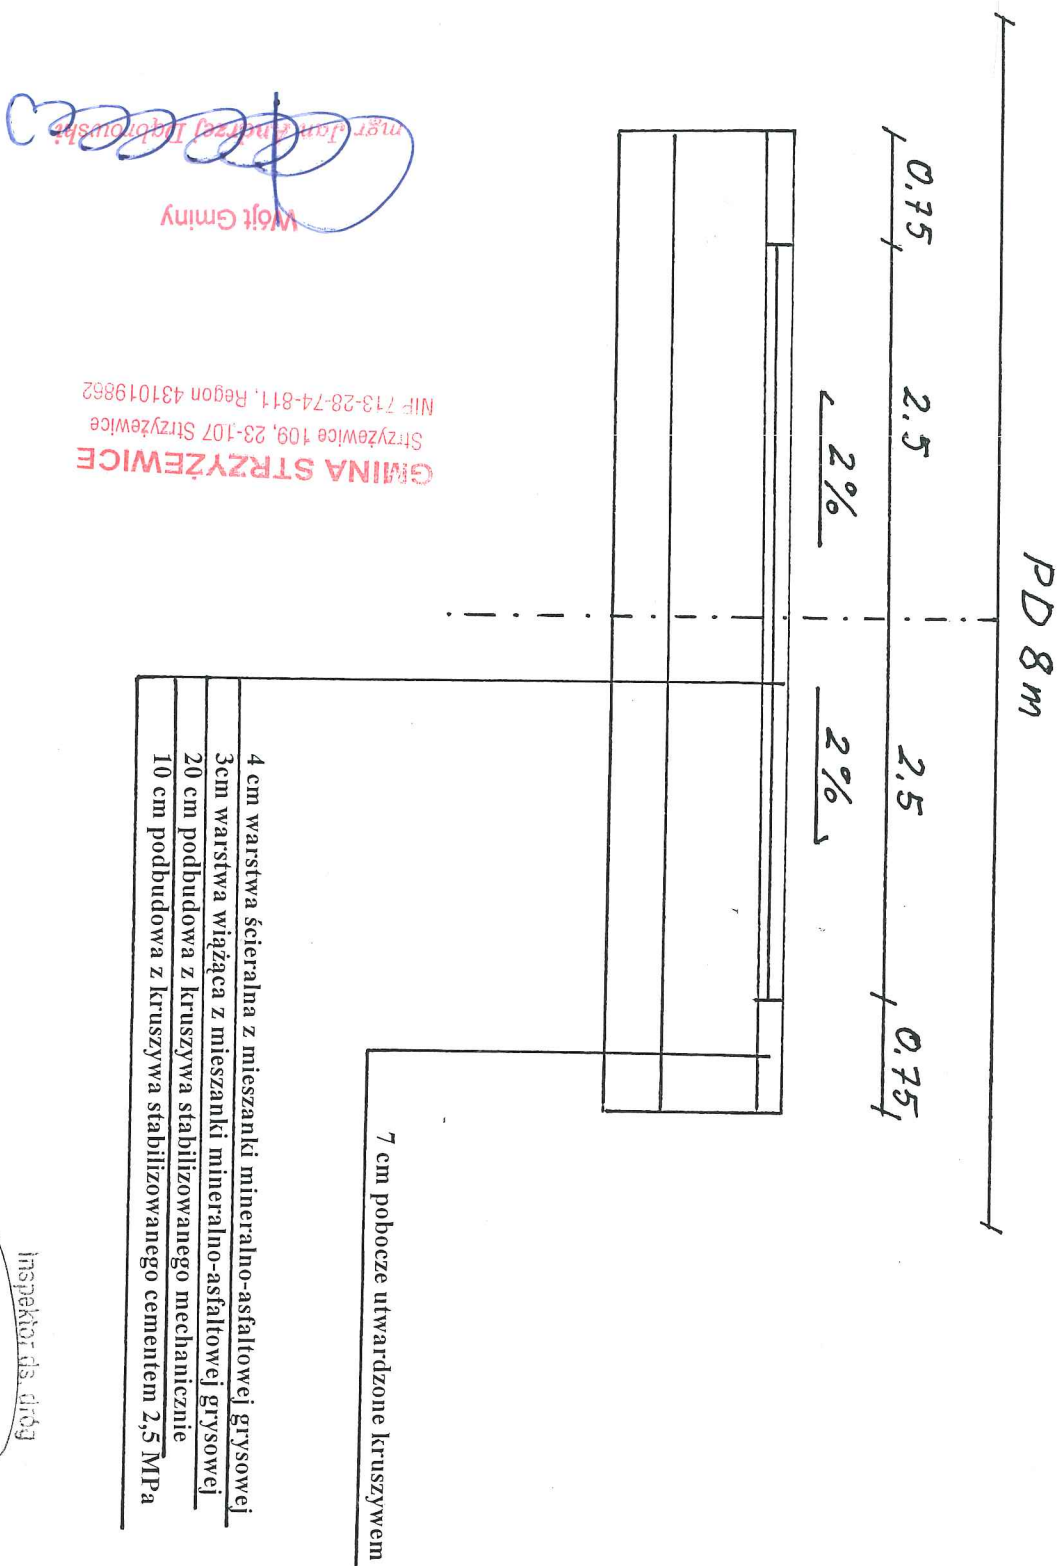 PD 8m
0.75
2.5
2.5
0.75
2%
2%
7 cm pobocze utwardzone kruszywem
4 cm warstwa ścieralna z mieszanki mineralno-asfaltowej grysowej
3cm warstwa wiążąca z mieszanki mineralno-asfaltowej grysowej
20 cm podbudowa z kruszywa stabilizowanego mechanicznie
10 cm podbudowa z kruszywa stabilizowanego cementem 2,5 MPa
GMINA STRZYŻEWICE
Strzyżewice 109, 23-107 Strzyżewice
NIP 713-28-74-811, Regon 431019862
Wójt Gminy
mgr Jan Andrzej Dąbrowski
inspektor ds. dróg